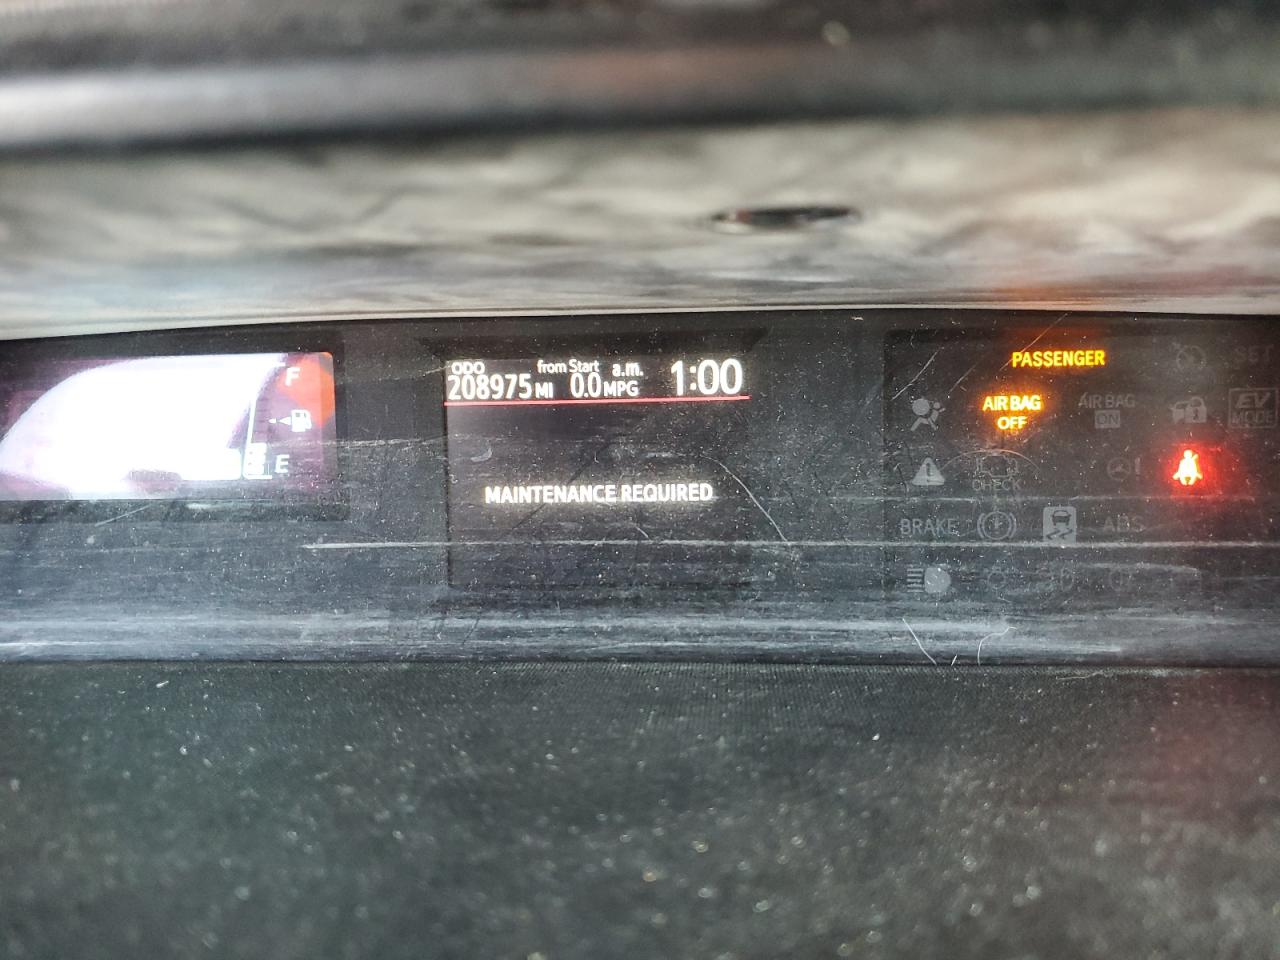 F
E
ODO from Start a.m. 1:00
208975 MI 0.0 MPG
MAINTENANCE REQUIRED
PASSENGER
AIR BAG
OFF
AIR BAG
ON
EV
MODE
CHECK
BRAKE
ABS